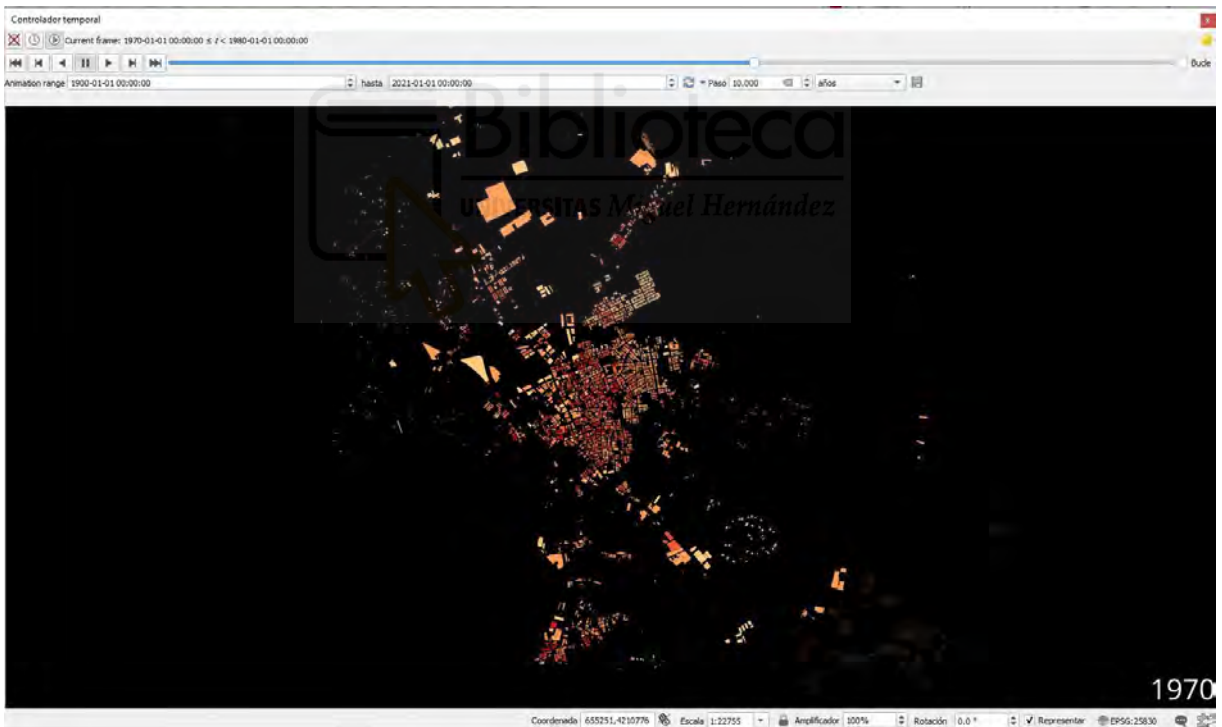 Controlador temporal
Current frame: 1970-01-01 00:00:00 ≤ t < 1980-01-01 00:00:00
Bucle
Animation range 1900-01-01 00:00:00 hasta 2021-01-01 00:00:00 Paso 10,000 años
Biblioteca
UNIVERSITAS Miguel Hernández
1970
Coordenada 655251,4210776 Escala 1:22755 Amplificador 100% Rotación 0.0 ° Representar EPSG:25830